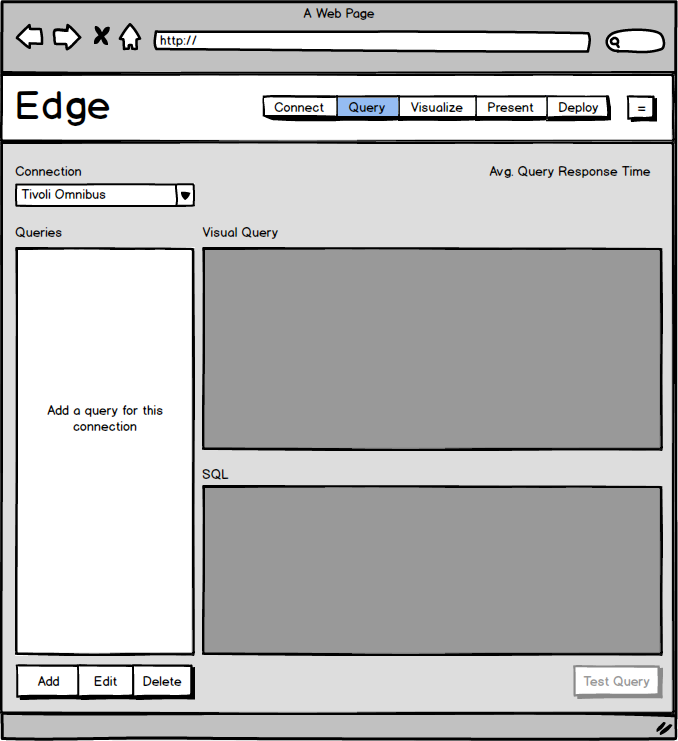 A Web Page
http://
Edge
Connect Query Visualize Present Deploy =
Connection
Avg. Query Response Time
Tivoli Omnibus
Queries
Visual Query
Add a query for this
connection
SQL
Add Edit Delete
Test Query